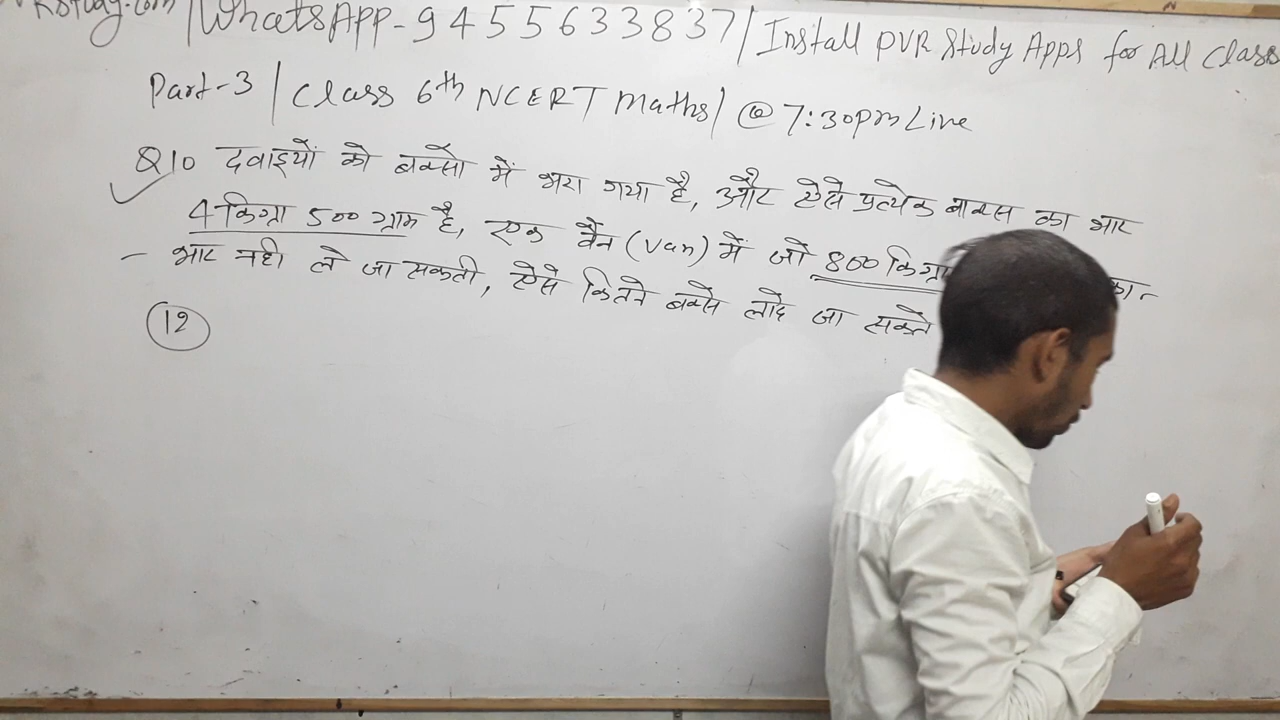 study.com |WhatsApp-9455633837| Install PVR Study Apps for All Class
Part-3 | Class 6th NCERT Maths| @ 7:30pm Live
Q10 दवाइयों को बक्सो में भरा गया है, और ऐसे प्रत्येक बाक्स का भार
4 किग्रा 500 ग्राम है, एक वैन (Van) में जो 800 किग्रा
भार नही ले जा सकती, ऐसे कितने बक्से लादे जा सकते
12